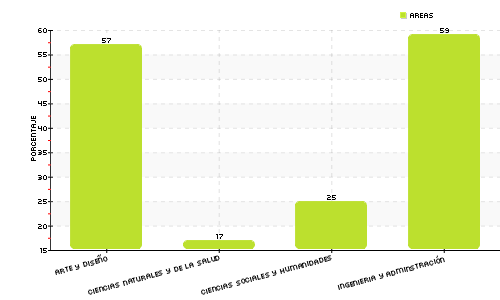 AREAS
60
55
50
45
40
35
30
25
20
15
PORCENTAJE
57
17
25
59
ARTE Y DISEÑO
CIENCIAS NATURALES Y DE LA SALUD
CIENCIAS SOCIALES Y HUMANIDADES
INGENIERIA Y ADMINSTRACIÓN